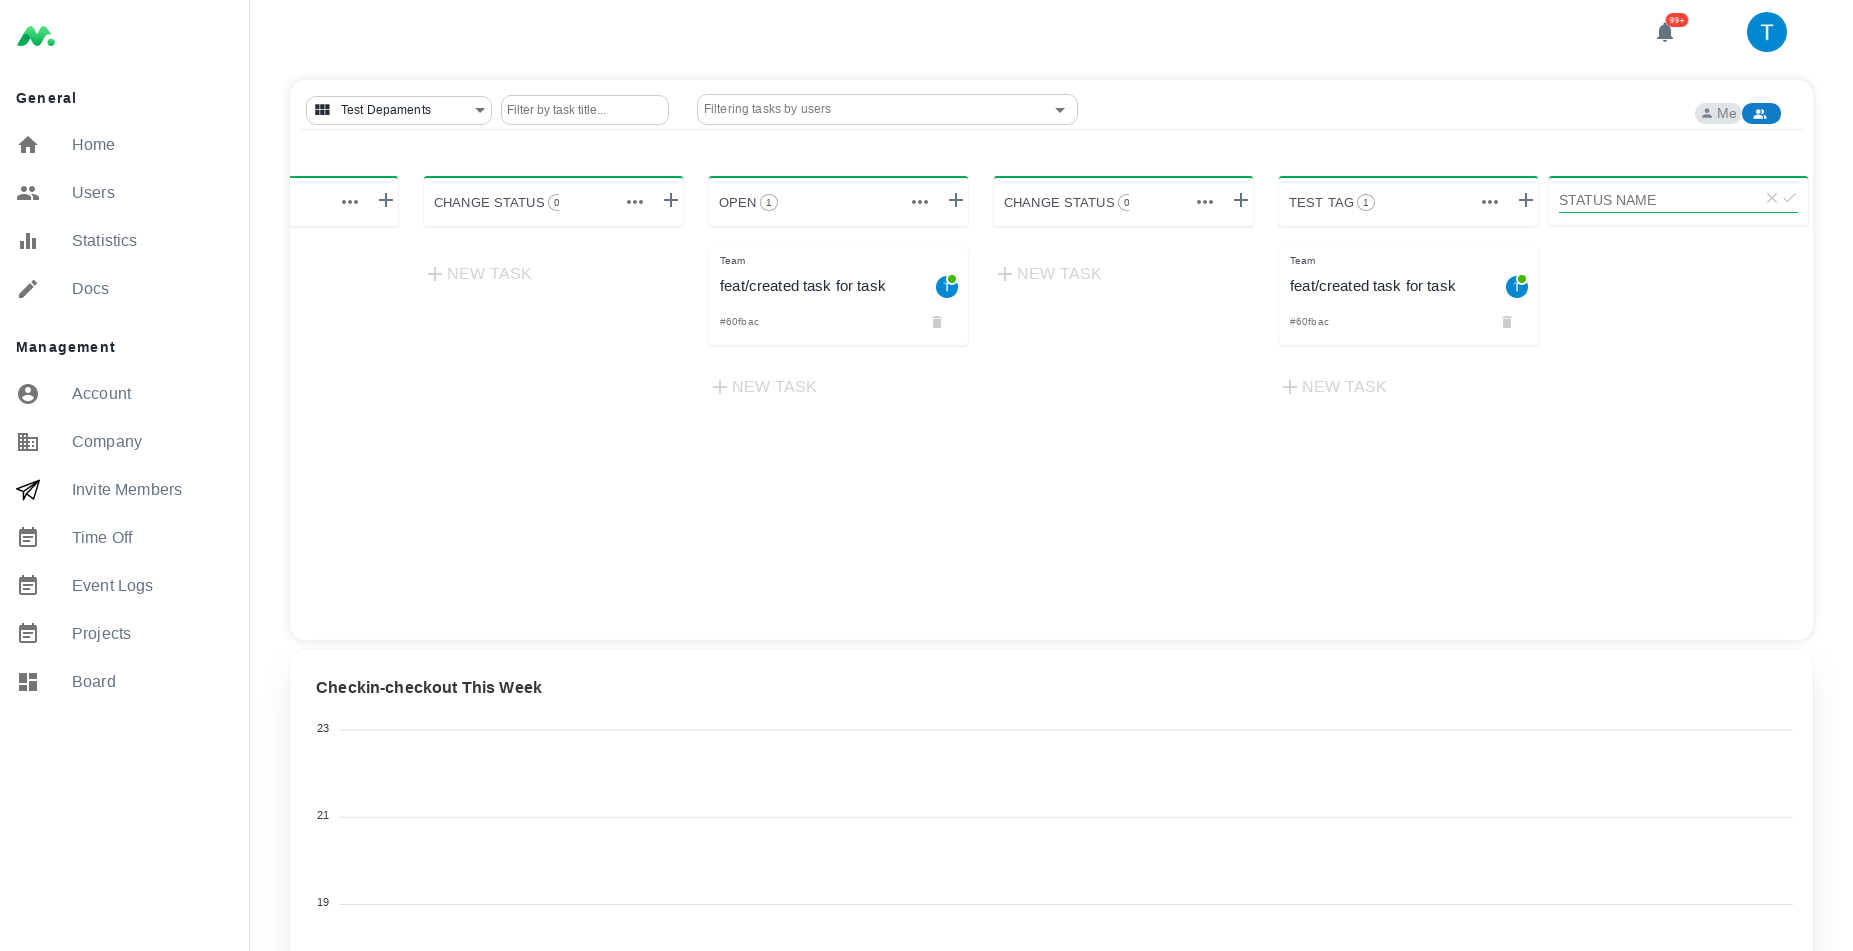 99+
T
General
Home
Users
Statistics
Docs
Management
Account
Company
Invite Members
Time Off
Event Logs
Projects
Board
Test Depaments
Filter by task title...
Filtering tasks by users
Me
CHANGE STATUS 0
OPEN 1
CHANGE STATUS 0
TEST TAG 1
STATUS NAME
NEW TASK
Team
feat/created task for task
T
#60fbac
NEW TASK
NEW TASK
Team
feat/created task for task
T
#60fbac
NEW TASK
Checkin-checkout This Week
23
21
19